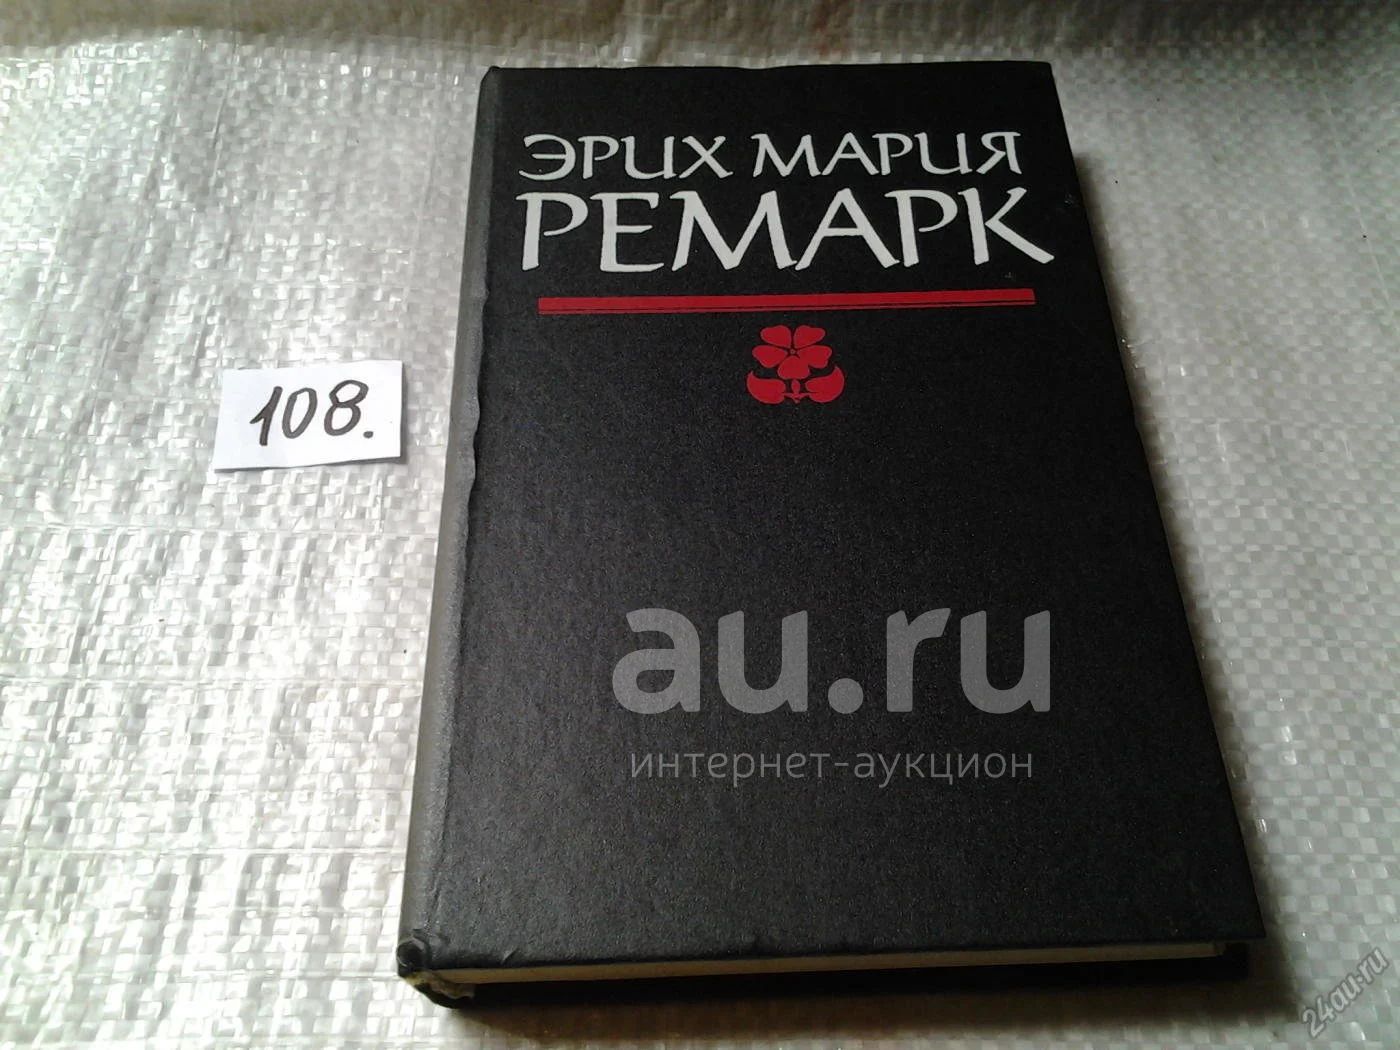 ЭРИХ МАРИЯ
РЕМАРК
108.
au.ru
интернет-аукцион
24au.ru